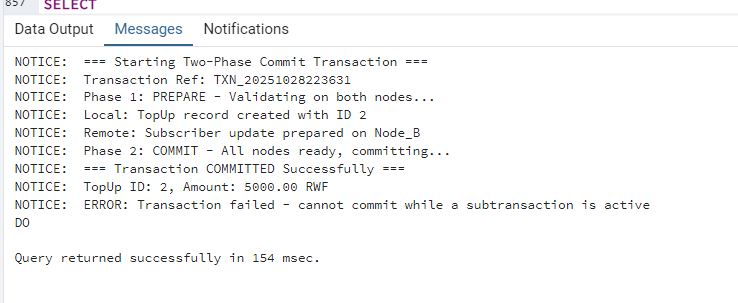 857 SELECT
Data Output Messages Notifications
NOTICE: === Starting Two-Phase Commit Transaction ===
NOTICE: Transaction Ref: TXN_20251028223631
NOTICE: Phase 1: PREPARE - Validating on both nodes...
NOTICE: Local: TopUp record created with ID 2
NOTICE: Remote: Subscriber update prepared on Node_B
NOTICE: Phase 2: COMMIT - All nodes ready, committing...
NOTICE: === Transaction COMMITTED Successfully ===
NOTICE: TopUp ID: 2, Amount: 5000.00 RWF
NOTICE: ERROR: Transaction failed - cannot commit while a subtransaction is active
DO
Query returned successfully in 154 msec.